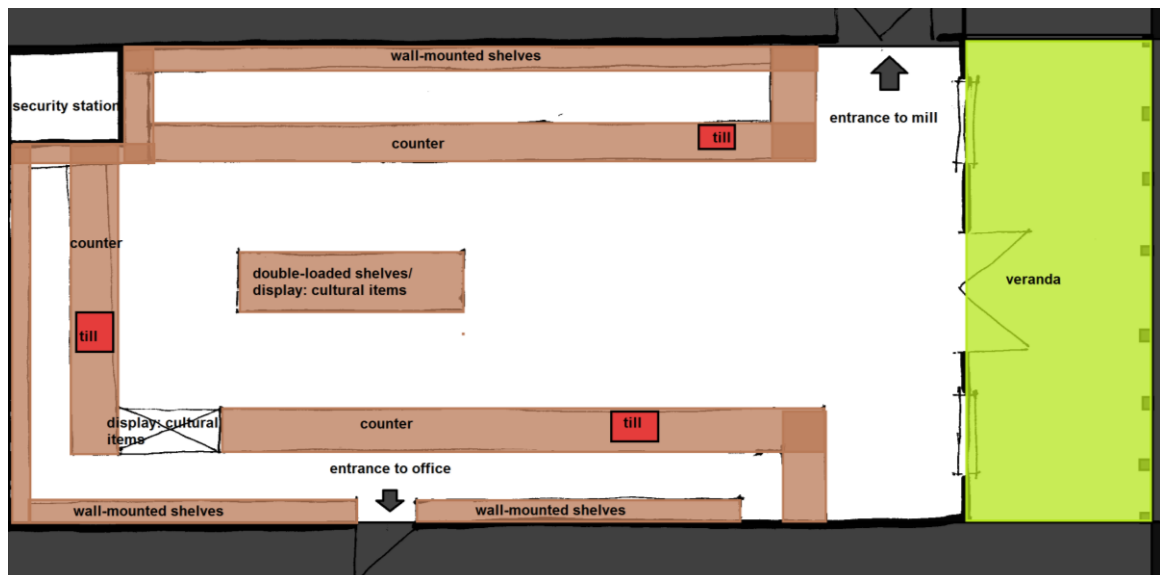 wall-mounted shelves
security station
entrance to mill
counter
till
counter
double-loaded shelves/
display: cultural items
veranda
till
display: cultural
items
counter
till
entrance to office
wall-mounted shelves
wall-mounted shelves